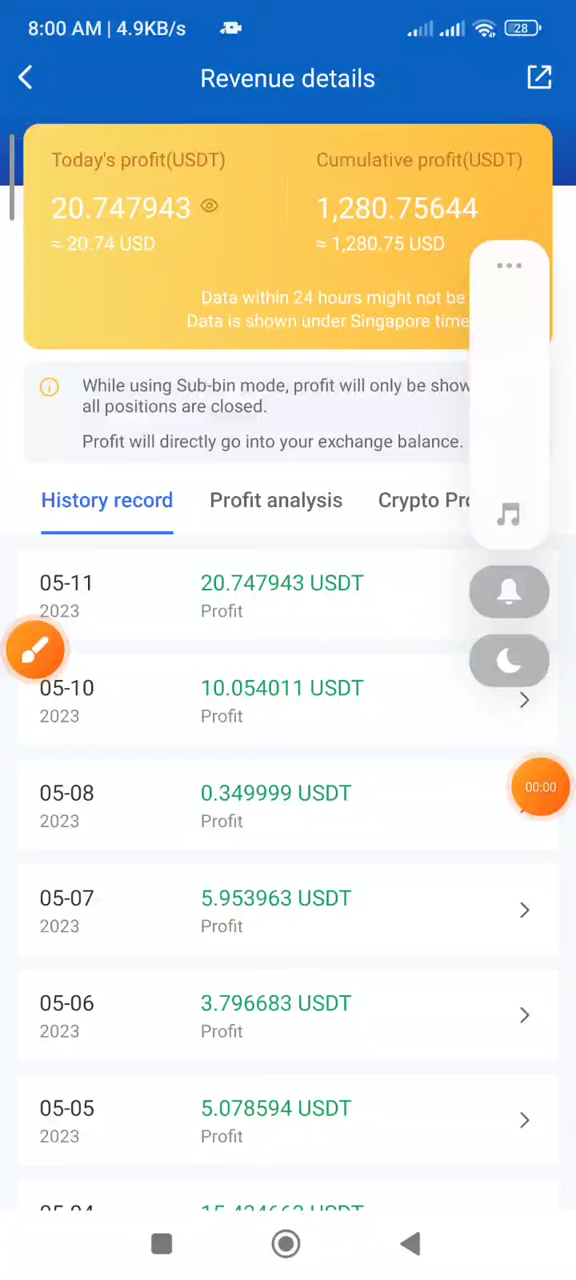 8:00 AM | 4.9KB/s
28
Revenue details
Today's profit(USDT)
Cumulative profit(USDT)
20.747943
1,280.75644
≈ 20.74 USD
≈ 1,280.75 USD
Data within 24 hours might not be
Data is shown under Singapore time
While using Sub-bin mode, profit will only be show
all positions are closed.
Profit will directly go into your exchange balance.
History record
Profit analysis
Crypto Pro
05-11
20.747943 USDT
2023
Profit
05-10
10.054011 USDT
2023
Profit
05-08
0.349999 USDT
2023
Profit
00:00
05-07
5.953963 USDT
2023
Profit
05-06
3.796683 USDT
2023
Profit
05-05
5.078594 USDT
2023
Profit